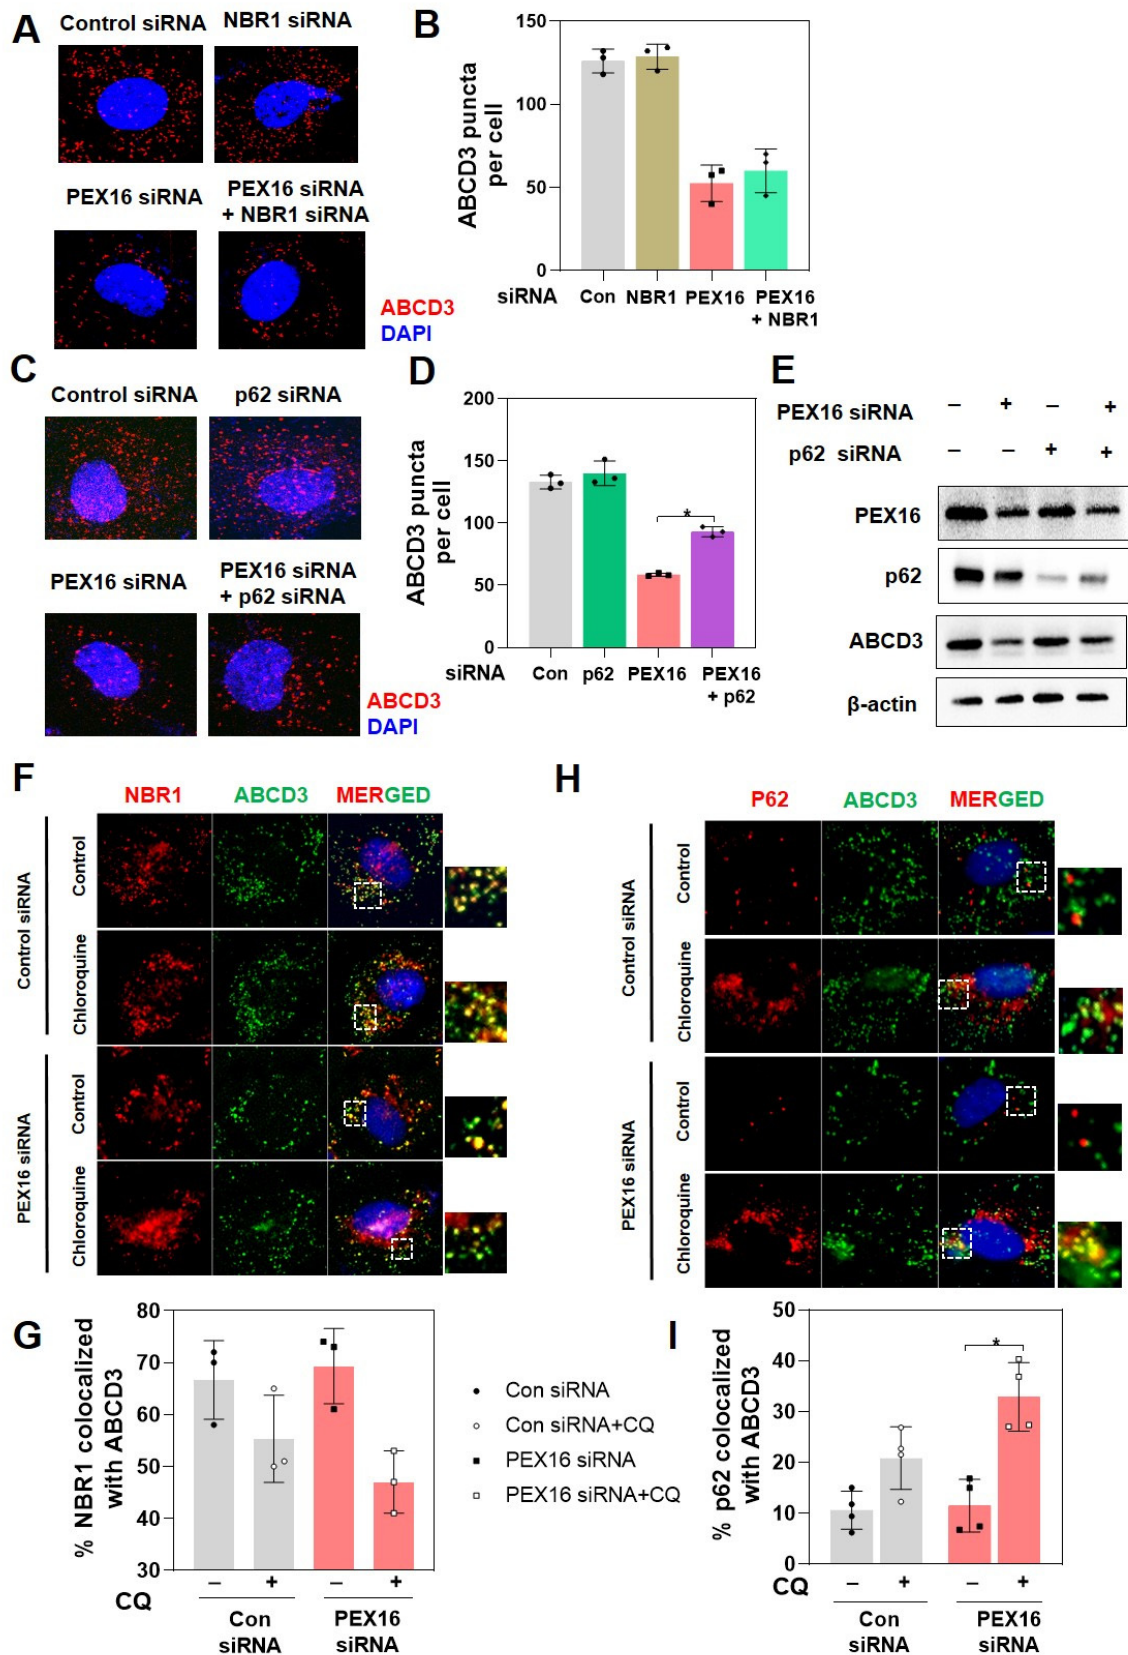 A
Control siRNA
NBR1 siRNA
PEX16 siRNA
PEX16 siRNA
+ NBR1 siRNA
ABCD3
DAPI
B
ABCD3 puncta
per cell
150
100
50
0
siRNA
Con
NBR1
PEX16
PEX16
+ NBR1
C
Control siRNA
p62 siRNA
PEX16 siRNA
PEX16 siRNA
+ p62 siRNA
ABCD3
DAPI
D
ABCD3 puncta
per cell
200
150
100
50
0
*
siRNA
Con
p62
PEX16
PEX16
+ p62
E
PEX16 siRNA – + – +
p62 siRNA – – + +
PEX16
p62
ABCD3
β-actin
F
NBR1 ABCD3 MERGED
Control siRNA
Control
Chloroquine
PEX16 siRNA
Control
Chloroquine
H
P62 ABCD3 MERGED
Control siRNA
Control
Chloroquine
PEX16 siRNA
Control
Chloroquine
G
% NBR1 colocalized
with ABCD3
80
70
60
50
40
30
CQ – + – +
Con
siRNA
PEX16
siRNA
Con siRNA
Con siRNA+CQ
PEX16 siRNA
PEX16 siRNA+CQ
I
% p62 colocalized
with ABCD3
50
40
30
20
10
0
*
CQ – + – +
Con
siRNA
PEX16
siRNA